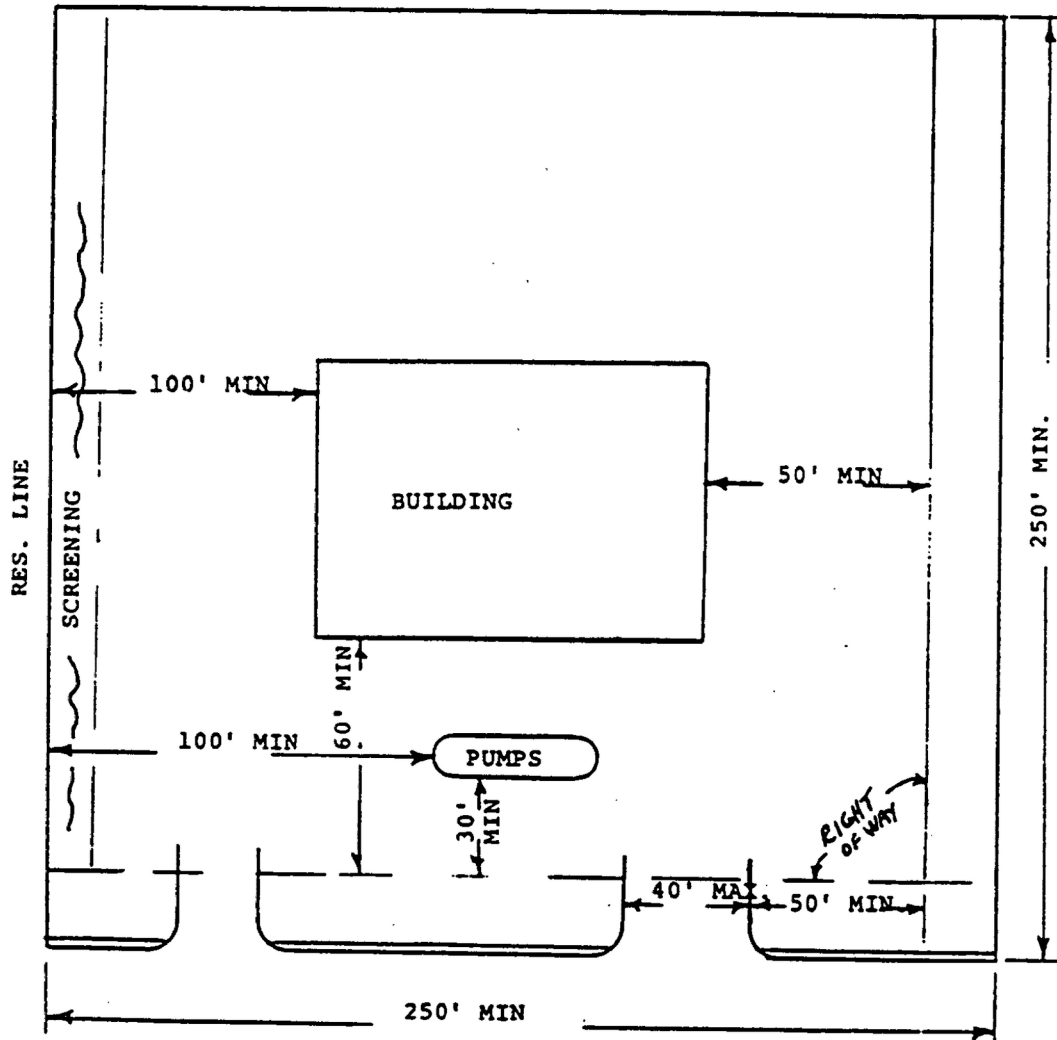 100' MIN
RES. LINE
SCREENING
BUILDING
50' MIN
250' MIN.
60' MIN
100' MIN
PUMPS
30'
MIN
RIGHT
OF WAY
40' MAX.
50' MIN.
250' MIN